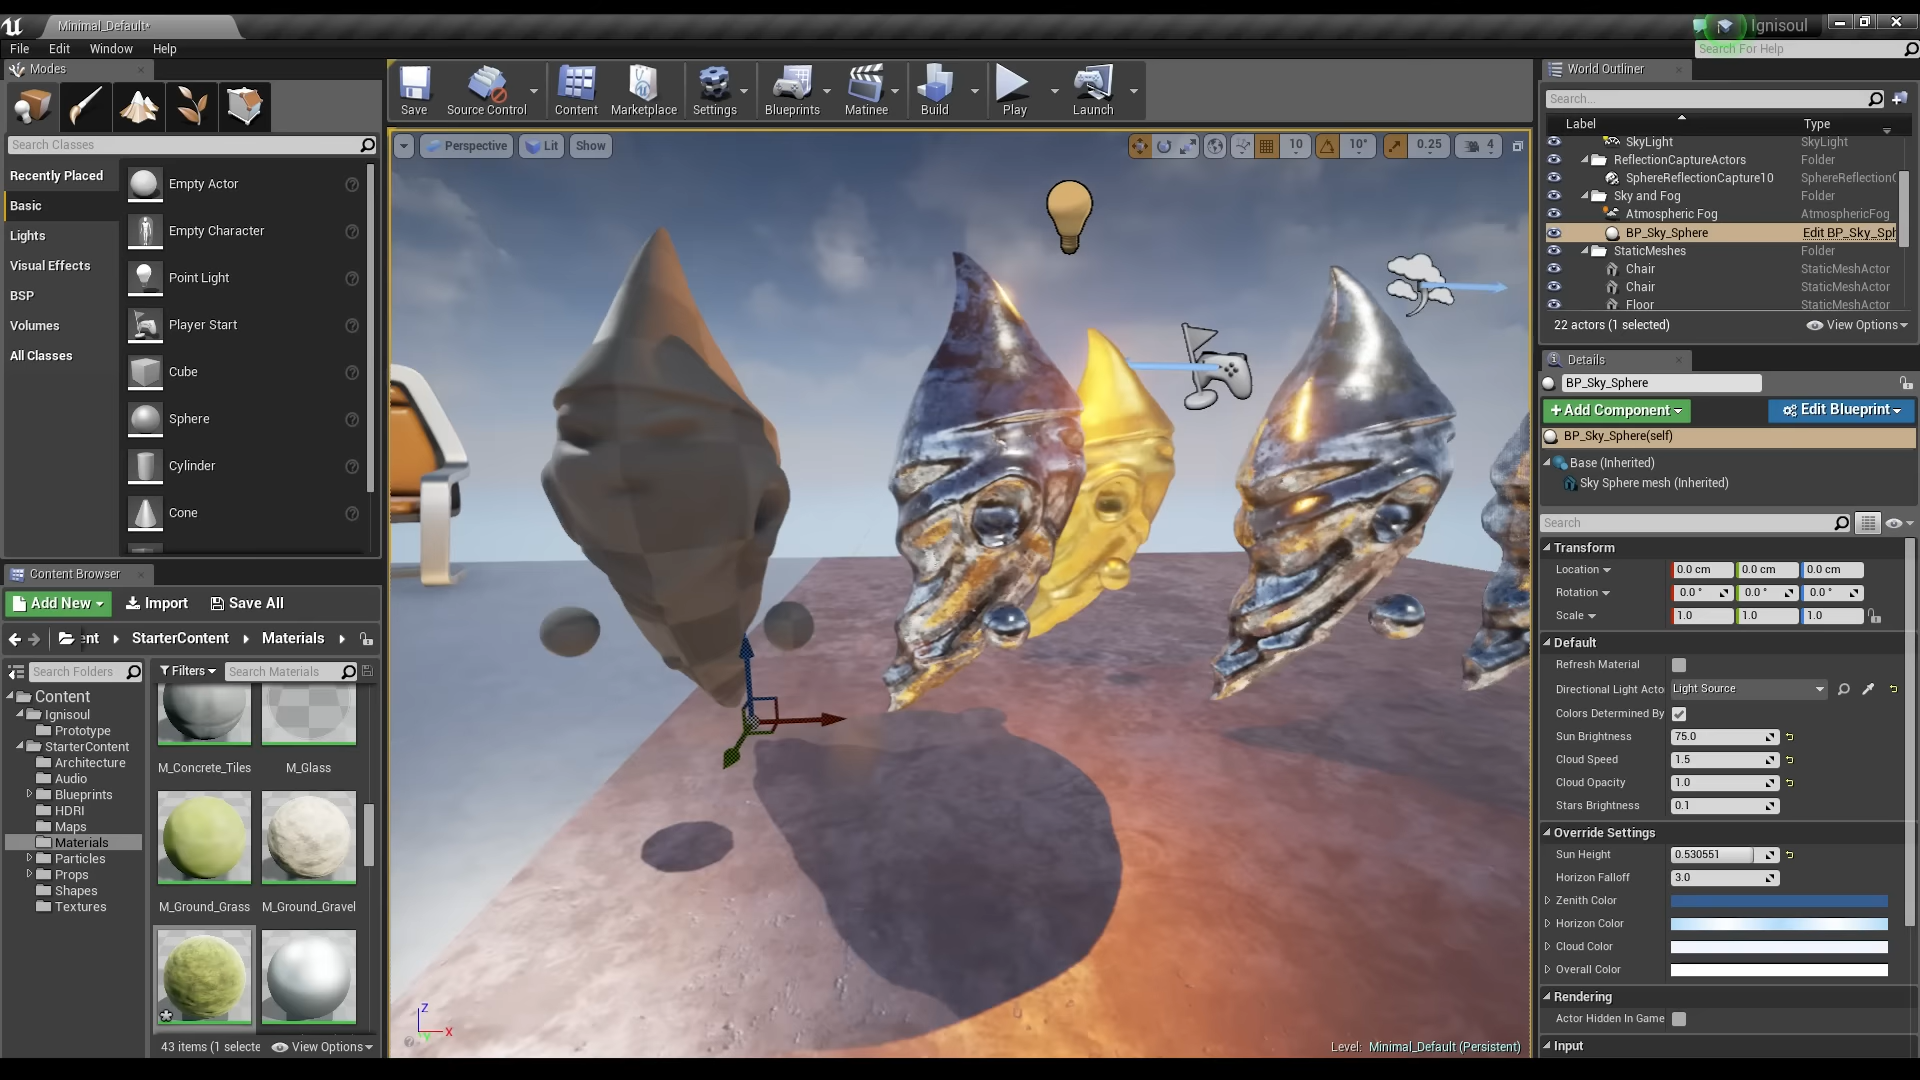 Minimal_Default*
Ignisoul
File Edit Window Help
Search For Help
Modes
Search Classes
Recently Placed
Basic
Lights
Visual Effects
BSP
Volumes
All Classes
Empty Actor
Empty Character
Point Light
Player Start
Cube
Sphere
Cylinder
Cone
Save
Source Control
Content
Marketplace
Settings
Blueprints
Matinee
Build
Play
Launch
Perspective
Lit
Show
10
10°
0.25
4
World Outliner
Search...
Label Type
SkyLight SkyLight
ReflectionCaptureActors Folder
SphereReflectionCapture10 SphereReflectionC
Sky and Fog Folder
Atmospheric Fog AtmosphericFog
BP_Sky_Sphere Edit BP_Sky_Sph
StaticMeshes Folder
Chair StaticMeshActor
Chair StaticMeshActor
Floor StaticMeshActor
22 actors (1 selected) View Options
Details
BP_Sky_Sphere
+Add Component Edit Blueprint
BP_Sky_Sphere(self)
Base (Inherited)
Sky Sphere mesh (Inherited)
Search
Transform
Location 0.0 cm 0.0 cm 0.0 cm
Rotation 0.0 ° 0.0 ° 0.0 °
Scale 1.0 1.0 1.0
Default
Refresh Material
Directional Light Acto Light Source
Colors Determined By
Sun Brightness 75.0
Cloud Speed 1.5
Cloud Opacity 1.0
Stars Brightness 0.1
Override Settings
Sun Height 0.530551
Horizon Falloff 3.0
Zenith Color
Horizon Color
Cloud Color
Overall Color
Rendering
Actor Hidden In Game
Input
Content Browser
Add New Import Save All
ent StarterContent Materials
Search Folders
Filters
Search Materials
Content
Ignisoul
Prototype
StarterContent
Architecture
Audio
Blueprints
HDRI
Maps
Materials
Particles
Props
Shapes
Textures
M_Concrete_Tiles M_Glass
M_Ground_Grass M_Ground_Gravel
43 items (1 selecte View Options
Z
X
Y
Level: Minimal_Default (Persistent)